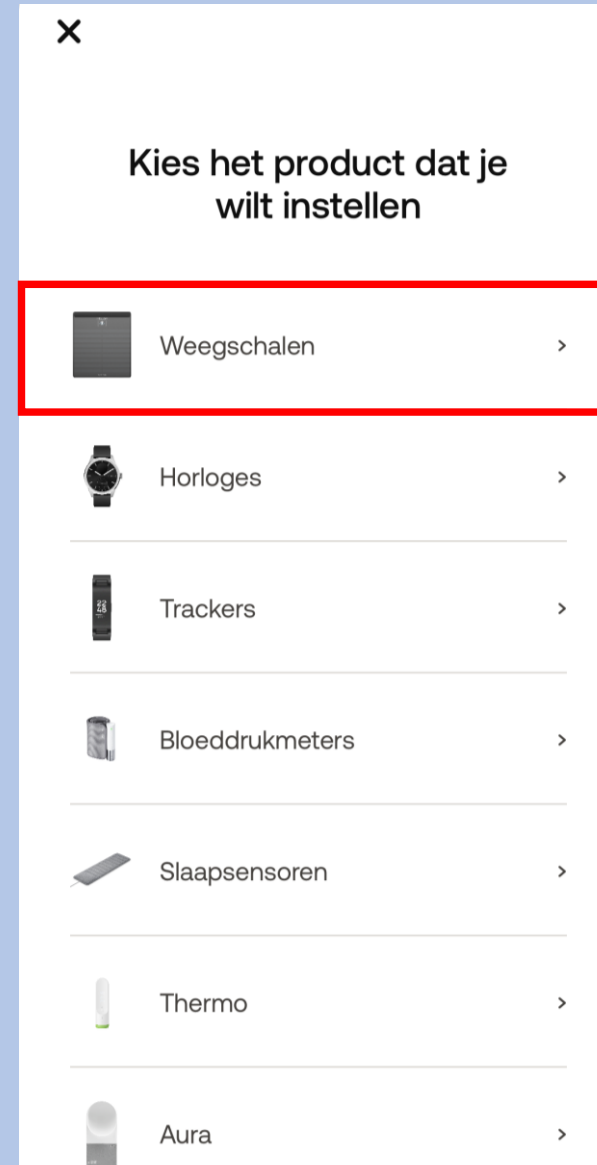 Kies het product dat je
wilt instellen
Weegschalen
Horloges
Trackers
Bloeddrukmeters
Slaapsensoren
Thermo
Aura